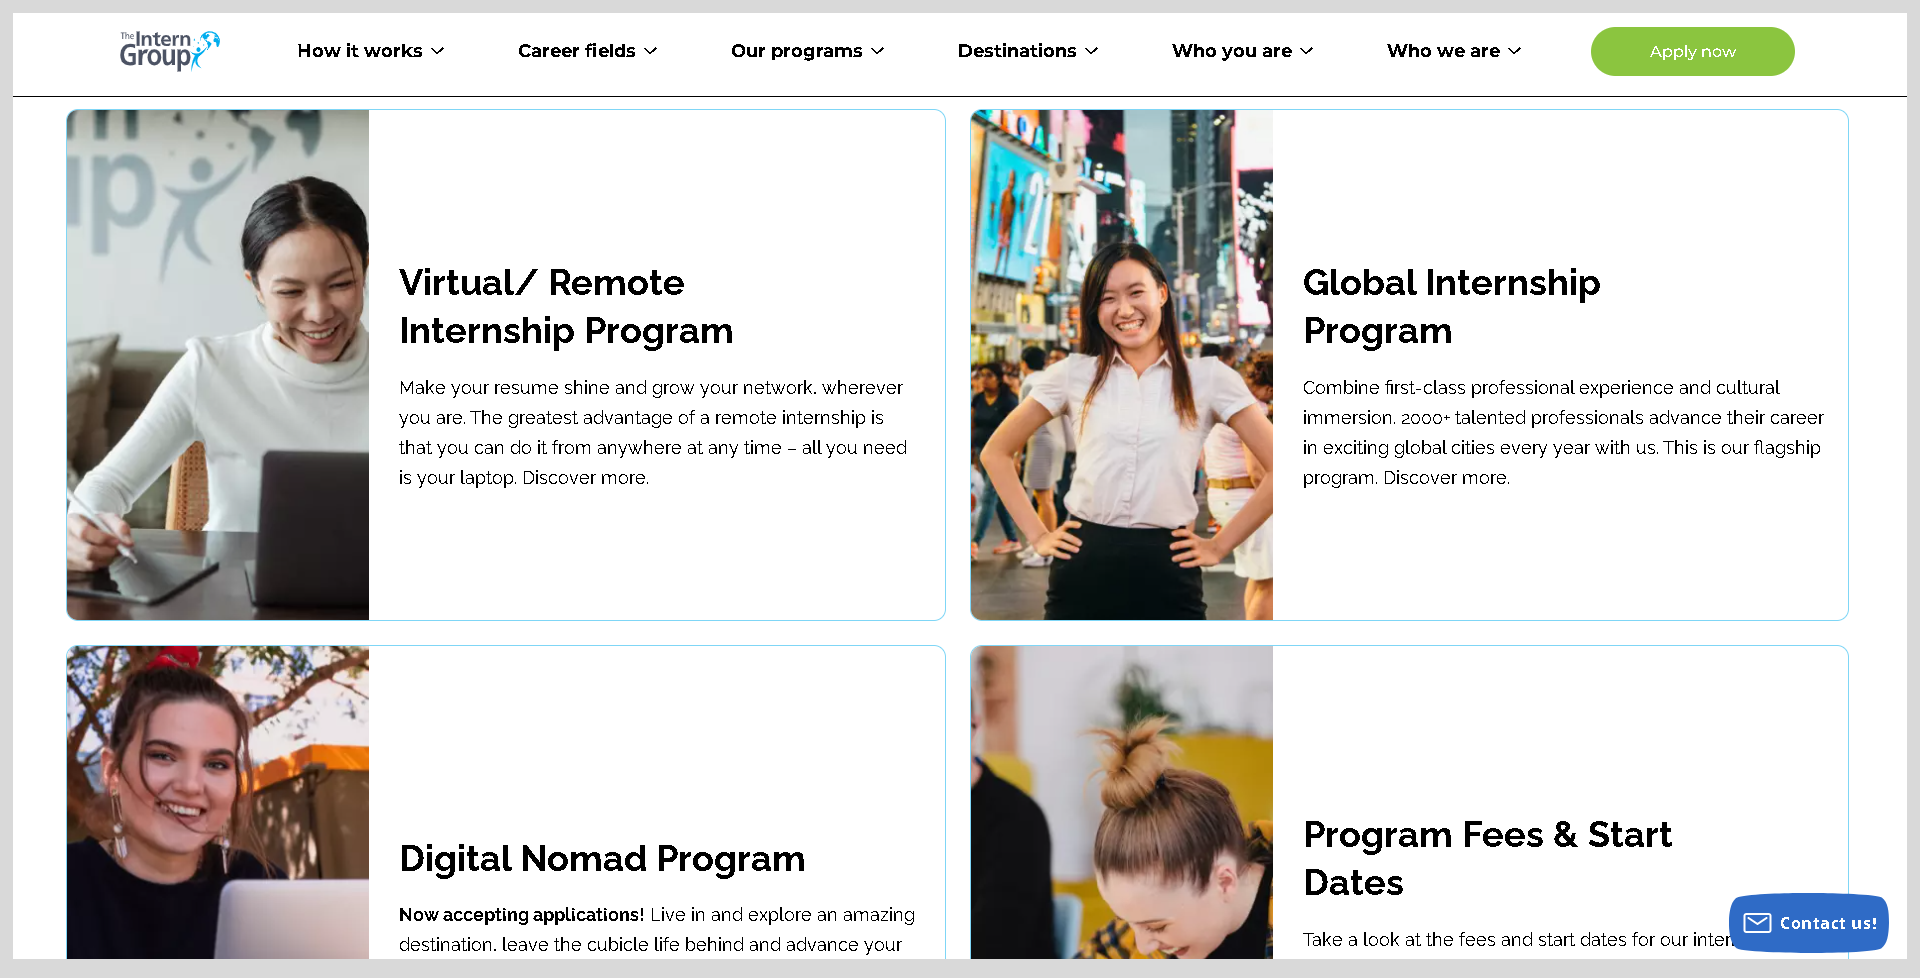 The Intern
Group
How it works
Career fields
Our programs
Destinations
Who you are
Who we are
Apply now
Virtual/ Remote
Internship Program
Make your resume shine and grow your network, wherever
you are. The greatest advantage of a remote internship is
that you can do it from anywhere at any time – all you need
is your laptop. Discover more.
Global Internship
Program
Combine first-class professional experience and cultural
immersion. 2000+ talented professionals advance their career
in exciting global cities every year with us. This is our flagship
program. Discover more.
Digital Nomad Program
Now accepting applications! Live in and explore an amazing
destination, leave the cubicle life behind and advance your
Program Fees & Start
Dates
Take a look at the fees and start dates for our
Contact us!